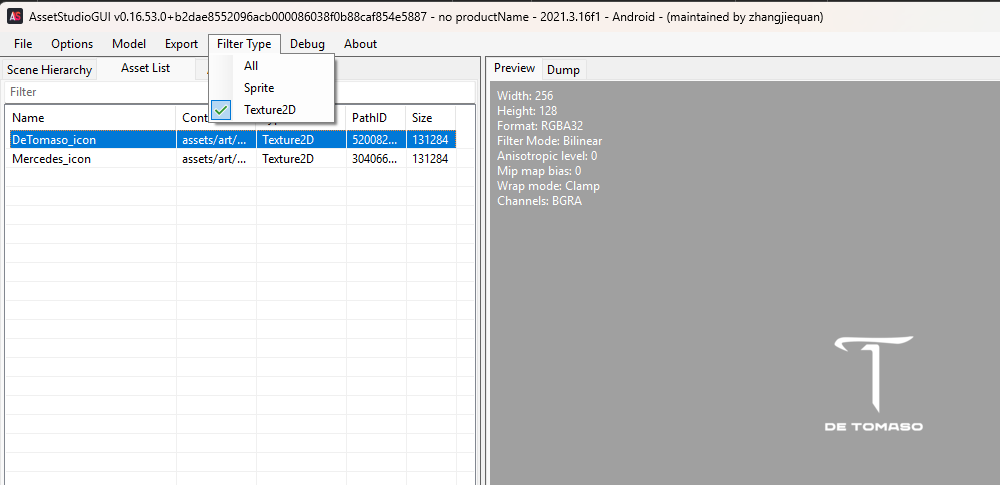 AssetStudioGUI v0.16.53.0+b2dae8552096acb000086038f0b88caf854e5887 - no productName - 2021.3.16f1 - Android - (maintained by zhangjiequan)
File Options Model Export Filter Type Debug About
All
Sprite
Texture2D
Scene Hierarchy Asset List
Filter
Name Cont PathID Size
DeTomaso_icon assets/art/... Texture2D 520082... 131284
Mercedes_icon assets/art/... Texture2D 304066... 131284
Preview Dump
Width: 256
Height: 128
Format: RGBA32
Filter Mode: Bilinear
Anisotropic level: 0
Mip map bias: 0
Wrap mode: Clamp
Channels: BGRA
DE TOMASO